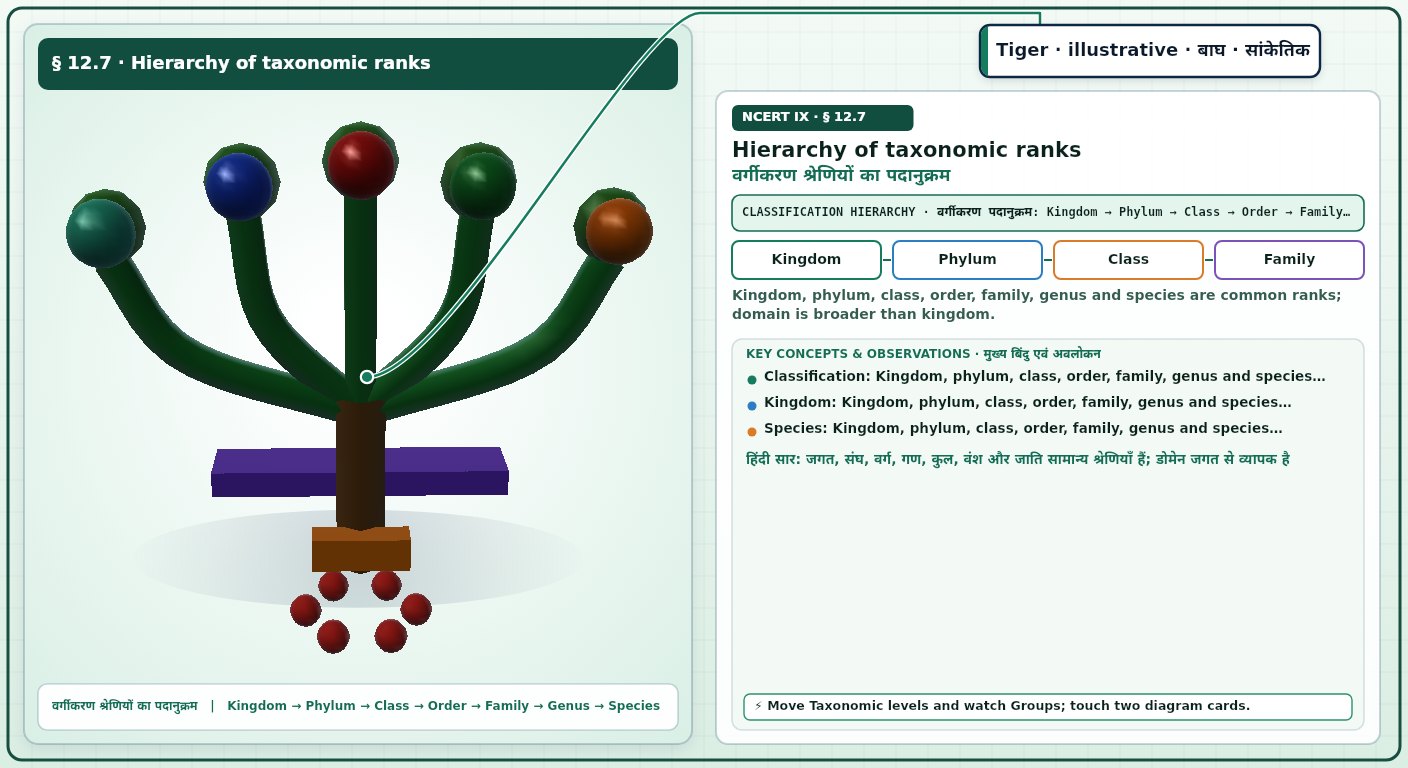 § 12.7 · Hierarchy of taxonomic ranks
वर्गीकरण श्रेणियों का पदानुक्रम | Kingdom → Phylum → Class → Order → Family → Genus → Species
Tiger · illustrative · बाघ · सांकेतिक
NCERT IX · § 12.7
Hierarchy of taxonomic ranks
वर्गीकरण श्रेणियों का पदानुक्रम
CLASSIFICATION HIERARCHY · वर्गीकरण पदानुक्रम: Kingdom → Phylum → Class → Order → Family…
Kingdom Phylum Class Family
Kingdom, phylum, class, order, family, genus and species are common ranks;
domain is broader than kingdom.
KEY CONCEPTS & OBSERVATIONS · मुख्य बिंदु एवं अवलोकन
Classification: Kingdom, phylum, class, order, family, genus and species…
Kingdom: Kingdom, phylum, class, order, family, genus and species…
Species: Kingdom, phylum, class, order, family, genus and species…
हिंदी सार: जगत, संघ, वर्ग, गण, कुल, वंश और जाति सामान्य श्रेणियाँ हैं; डोमेन जगत से व्यापक है
⚡ Move Taxonomic levels and watch Groups; touch two diagram cards.